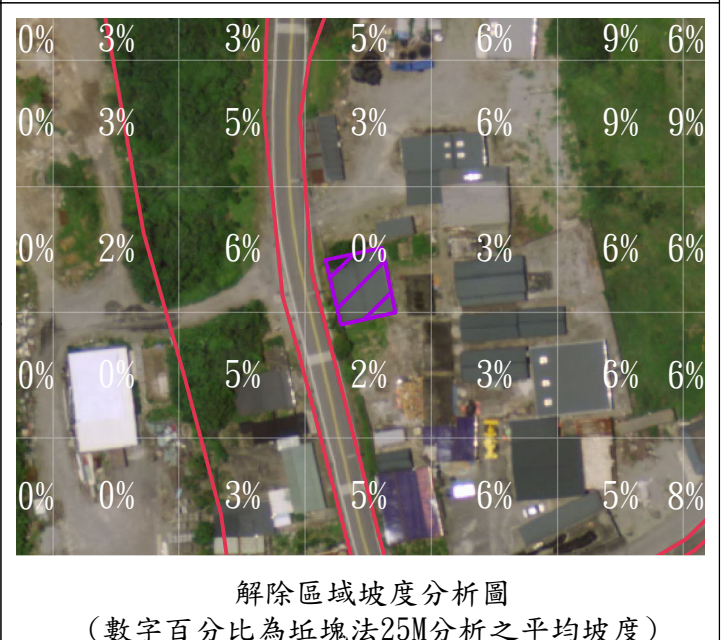 0% 3% 3% 5% 6% 9% 6%
0% 3% 5% 3% 6% 9% 9%
0% 2% 6% 0% 3% 6% 6%
0% 0% 5% 2% 3% 6% 6%
0% 0% 3% 5% 6% 5% 8%
解除區域坡度分析圖
(數字百分比為坵塊法25M分析之平均坡度)